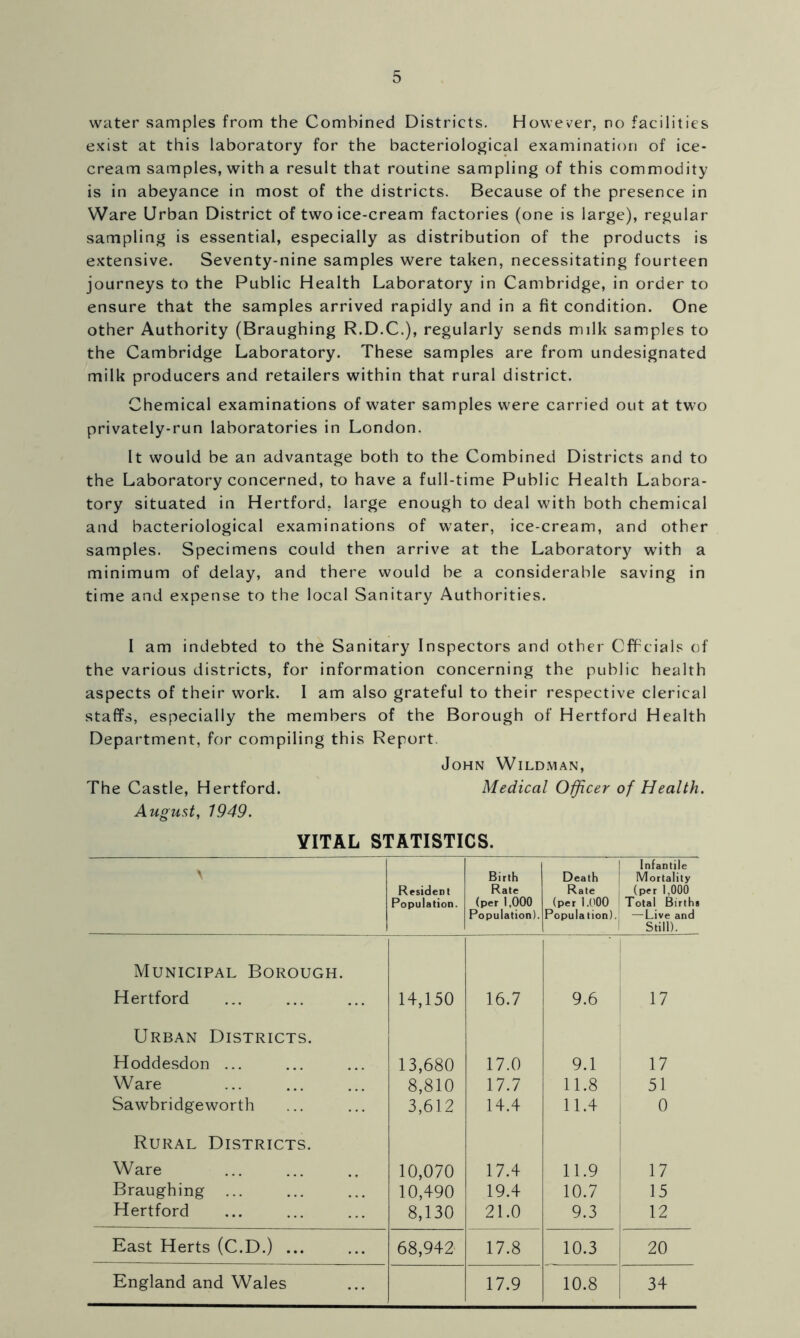 5
water samples from the Combined Districts. However, no facilities
exist at this laboratory for the bacteriological examination of ice-
cream samples, with a result that routine sampling of this commodity
is in abeyance in most of the districts. Because of the presence in
Ware Urban District of two ice-cream factories (one is large), regular
sampling is essential, especially as distribution of the products is
extensive. Seventy-nine samples were taken, necessitating fourteen
journeys to the Public Health Laboratory in Cambridge, in order to
ensure that the samples arrived rapidly and in a fit condition. One
other Authority (Braughing R.D.C.), regularly sends milk samples to
the Cambridge Laboratory. These samples are from undesignated
milk producers and retailers within that rural district.
Chemical examinations of water samples were carried out at two
privately-run laboratories in London.
It would be an advantage both to the Combined Districts and to
the Laboratory concerned, to have a full-time Public Health Labora-
tory situated in Hertford, large enough to deal with both chemical
and bacteriological examinations of water, ice-cream, and other
samples. Specimens could then arrive at the Laboratory with a
minimum of delay, and there would be a considerable saving in
time and expense to the local Sanitary Authorities.
I am indebted to the Sanitary Inspectors and other Officials of
the various districts, for information concerning the public health
aspects of their work. I am also grateful to their respective clerical
staffs, especially the members of the Borough of Hertford Health
Department, for compiling this Report.
John Wildman,
The Castle, Hertford. Medical Officer of Health.
August, 1949.
VITAL STATISTICS.
Resident Population. Birth Rate (per 1,000 Population). Death Rate (per 1,000 Population). Infantile Mortality (per 1,000 Total Births —Live and Still).
Municipal Borough.
Hertford ... ... ... 14,150 16.7 9.6 17
Urban Districts.
Hoddesdon ... ... ... 13,680 17.0 9.1 17
Ware ... ... ... 8,810 17.7 11.8 51
Sawbridgeworth ... ... 3,612 14.4 11.4 0
Rural Districts.
Ware ... ... .. 10,070 17.4 11.9 17
Braughing ... ... ... 10,490 19.4 10.7 15
Hertford ... ... ... 8,130 21.0 9.3 12
East Herts (C.D.) ... ... 68,942 17.8 10.3 20
England and Wales ... 17.9 10.8 34